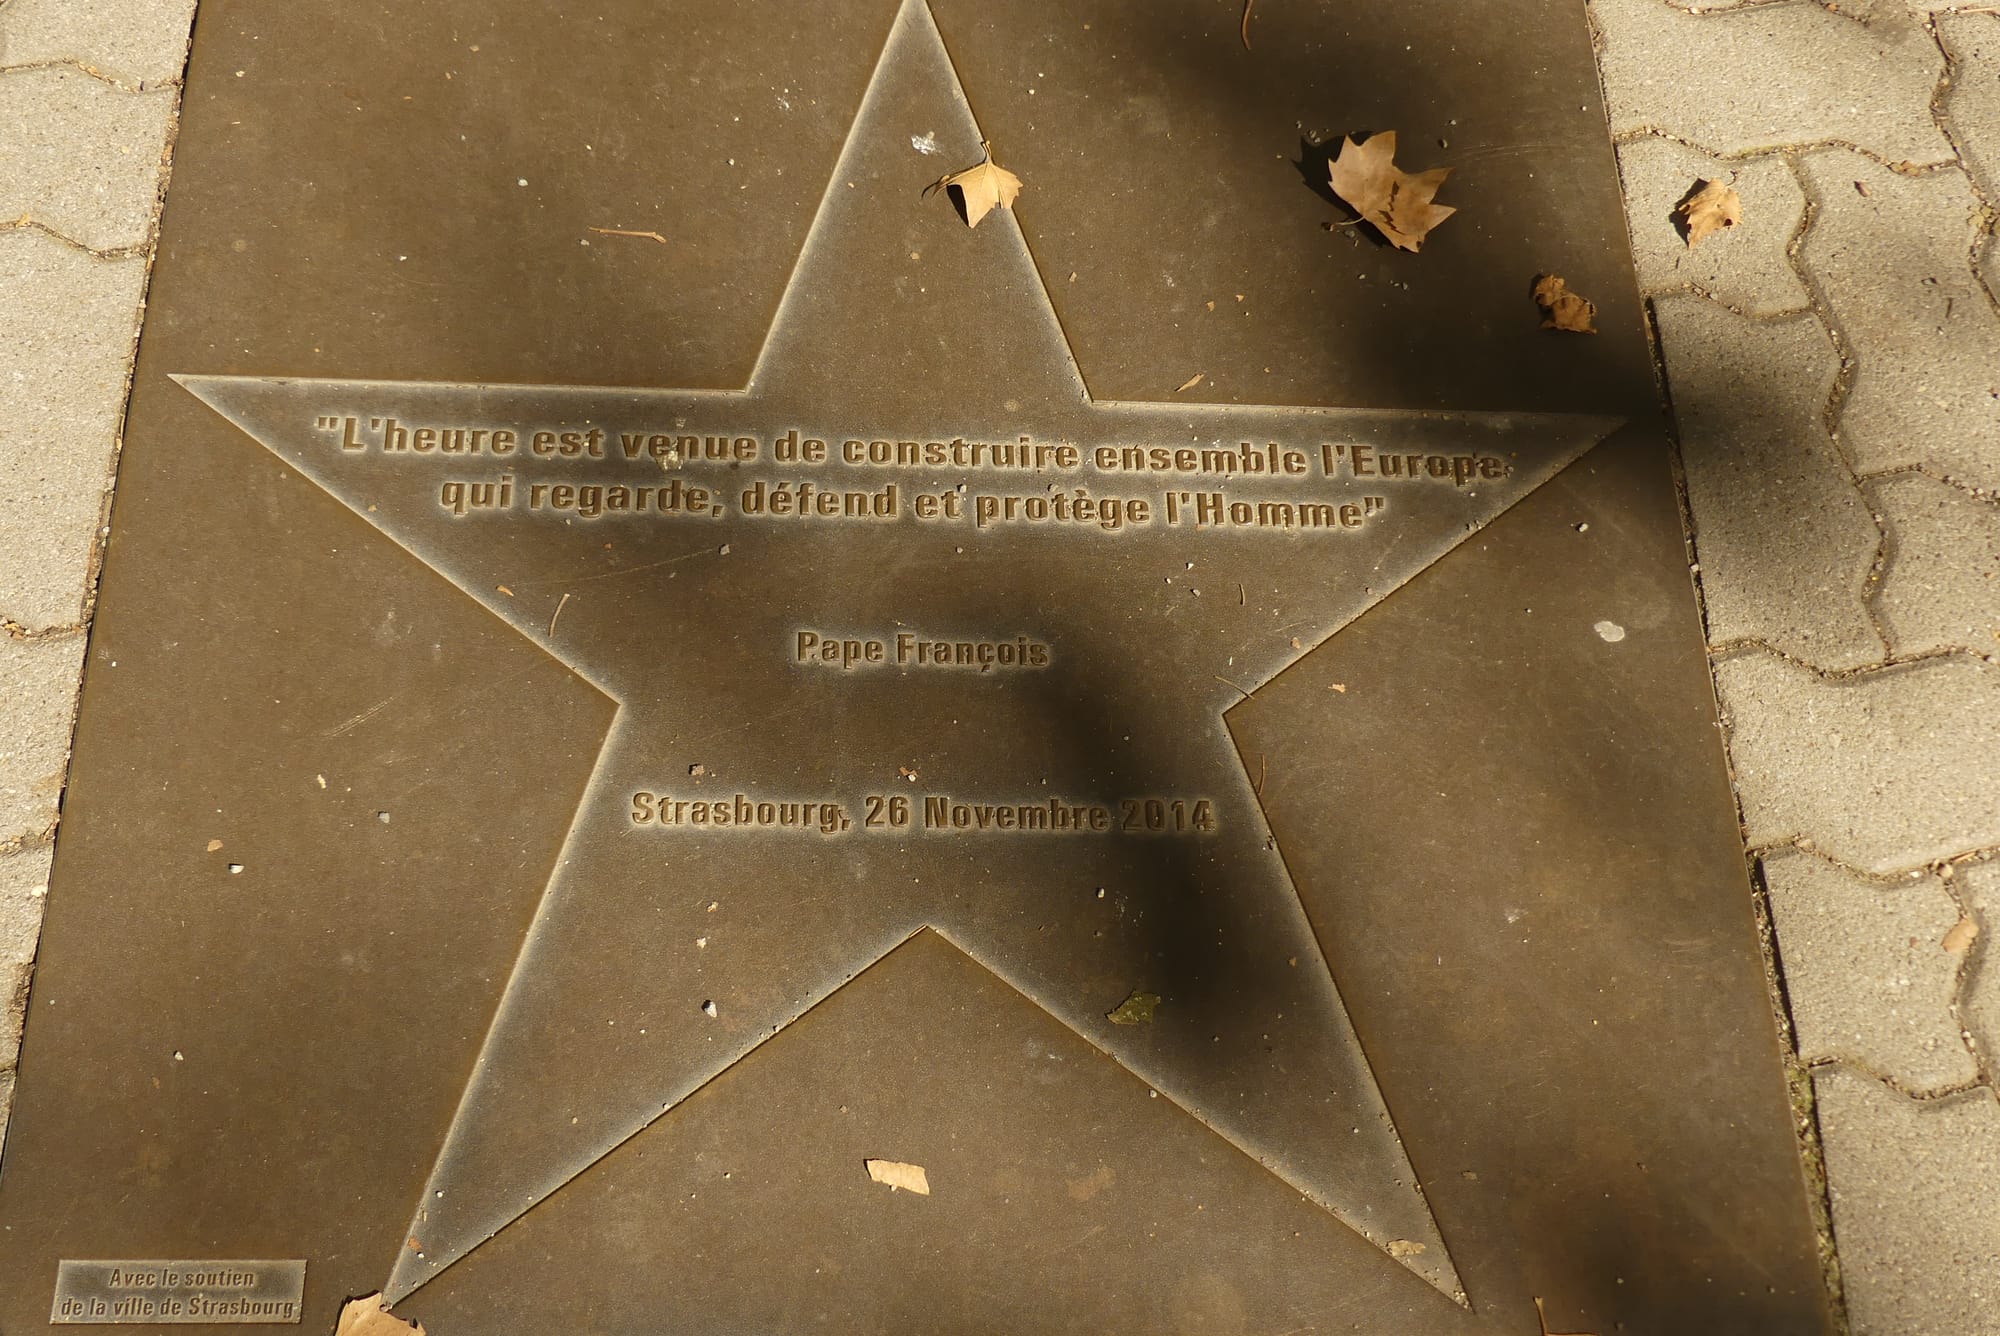 "L'heure est venue de construire ensemble l'Europe
qui regarde, défend et protège l'Homme"
Pape François
Strasbourg, 26 Novembre 2014
Avec le soutien
de la ville de Strasbourg